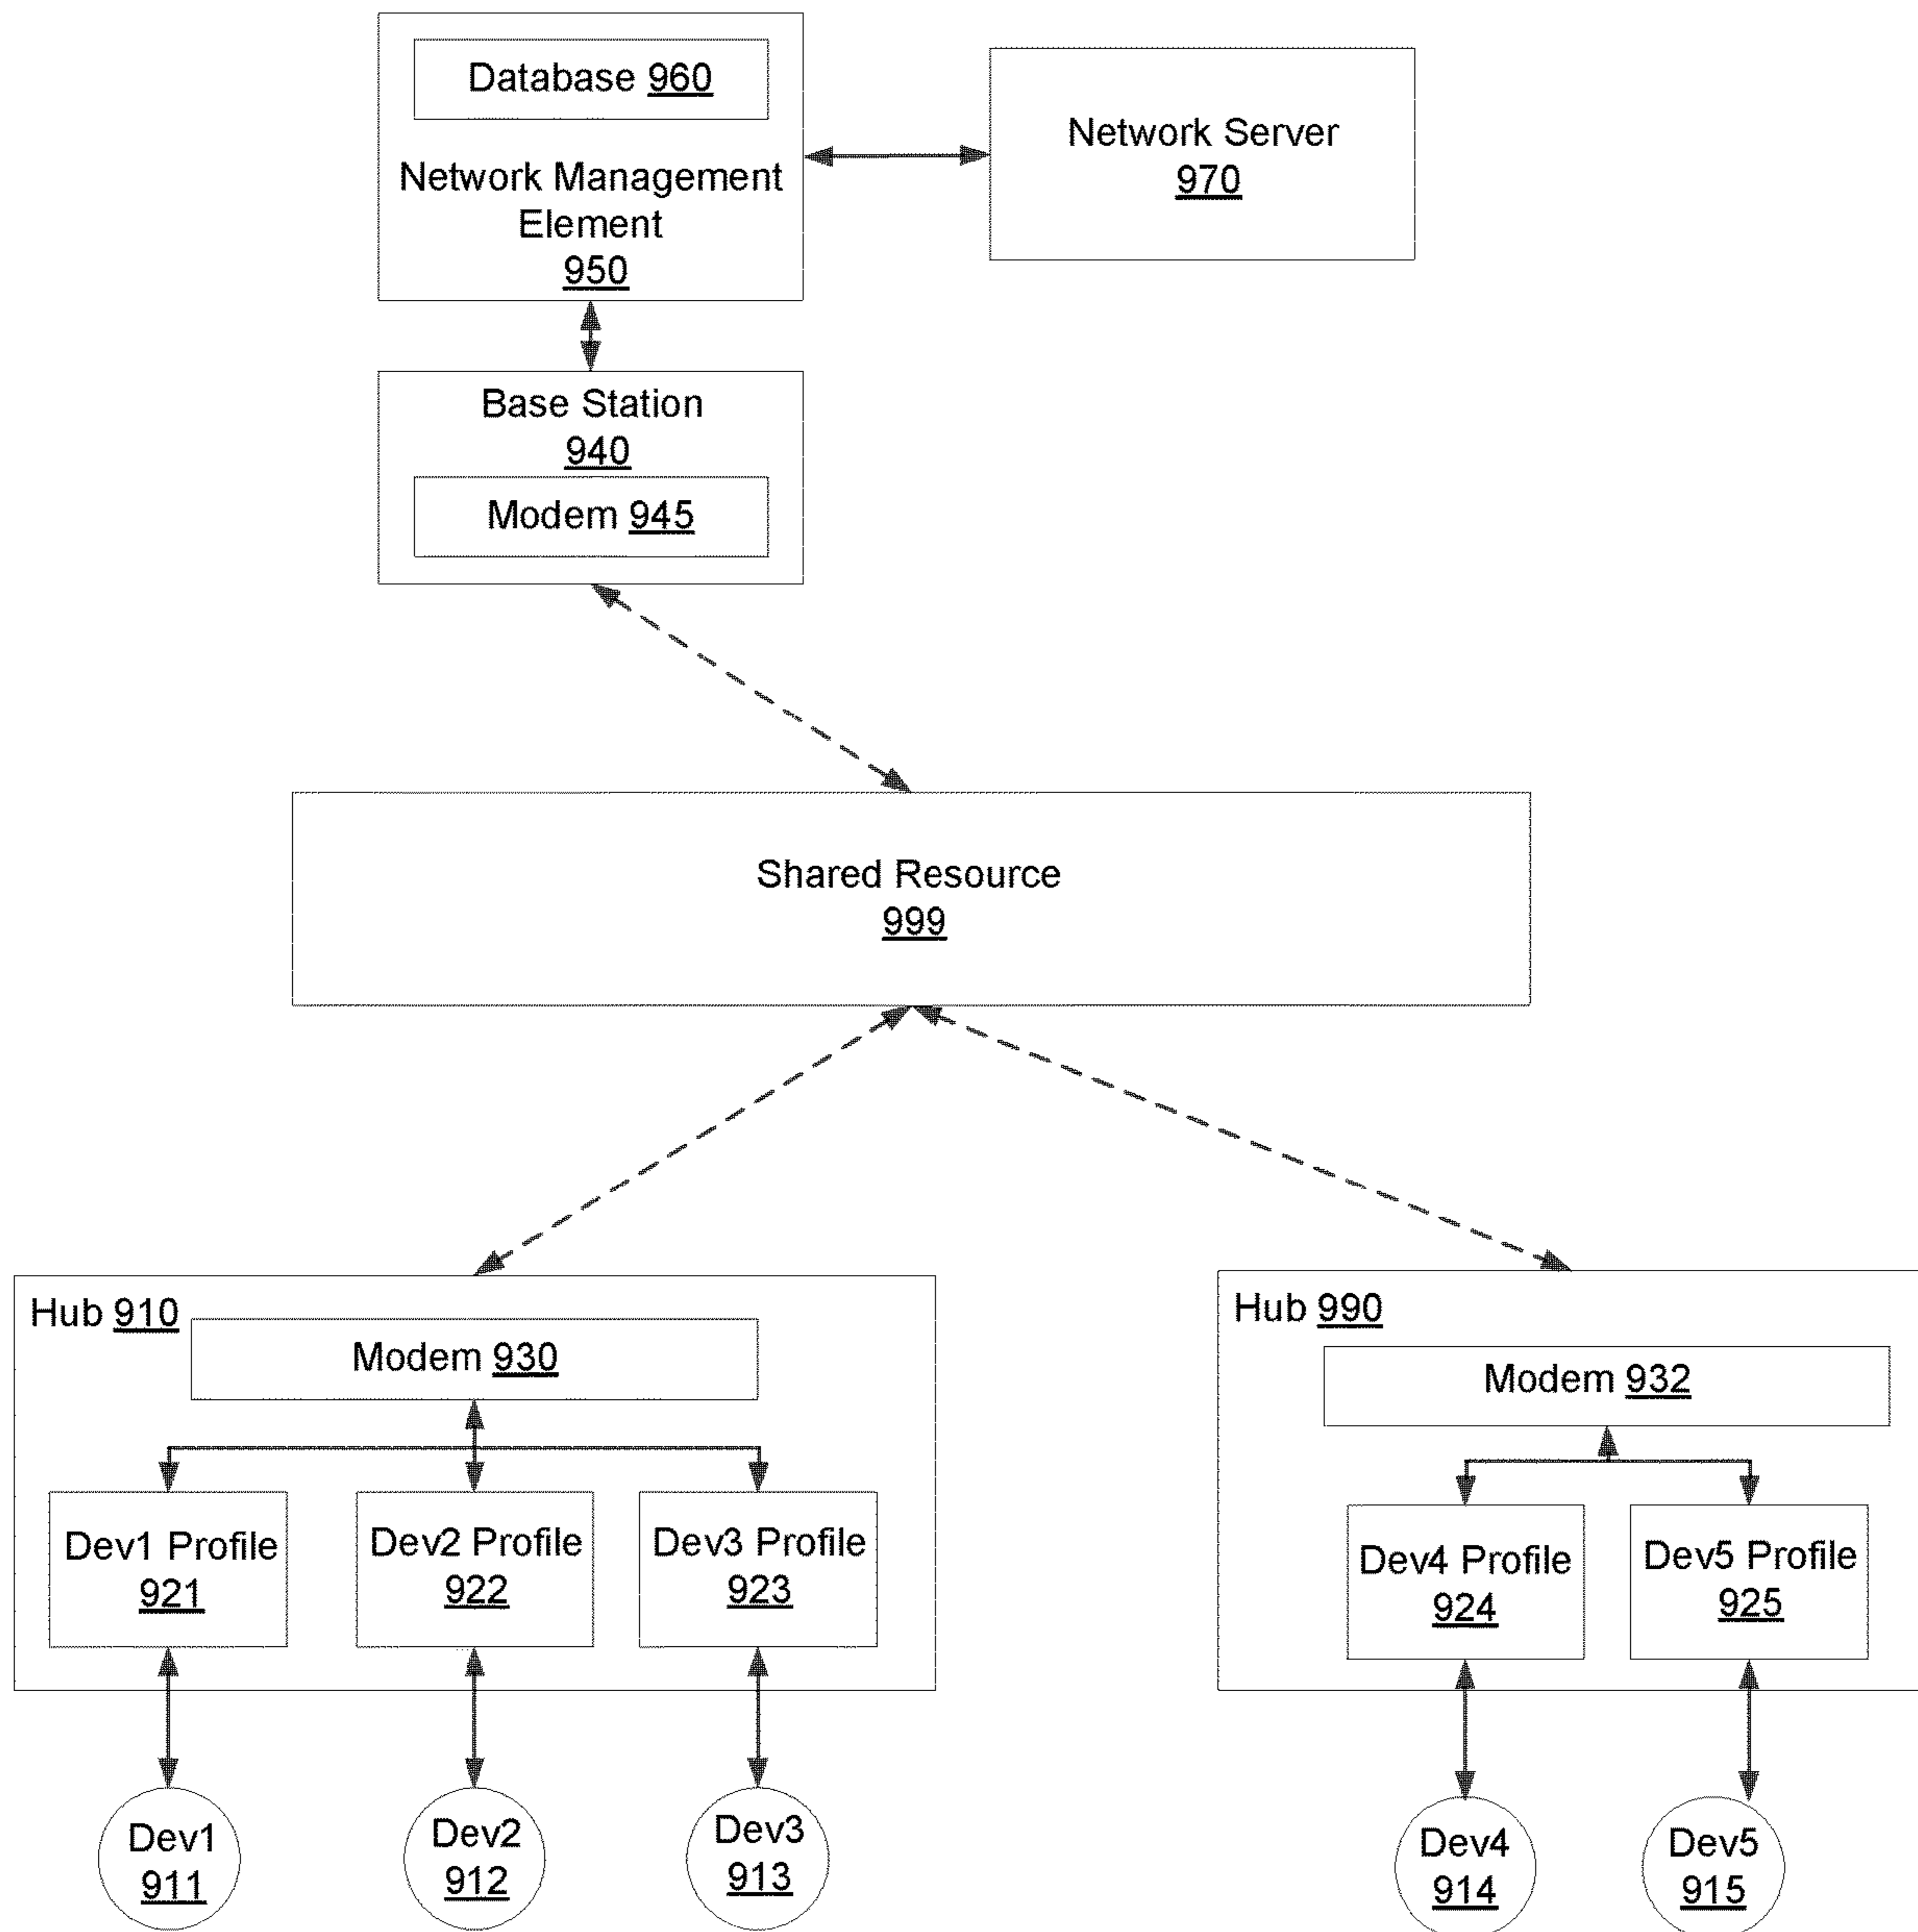 Database 960
Network Management
Element
950
Network Server
970
Base Station
940
Modem 945
Shared Resource
999
Hub 910
Modem 930
Dev1 Profile
921
Dev2 Profile
922
Dev3 Profile
923
Dev1
911
Dev2
912
Dev3
913
Hub 990
Modem 932
Dev4 Profile
924
Dev5 Profile
925
Dev4
914
Dev5
915